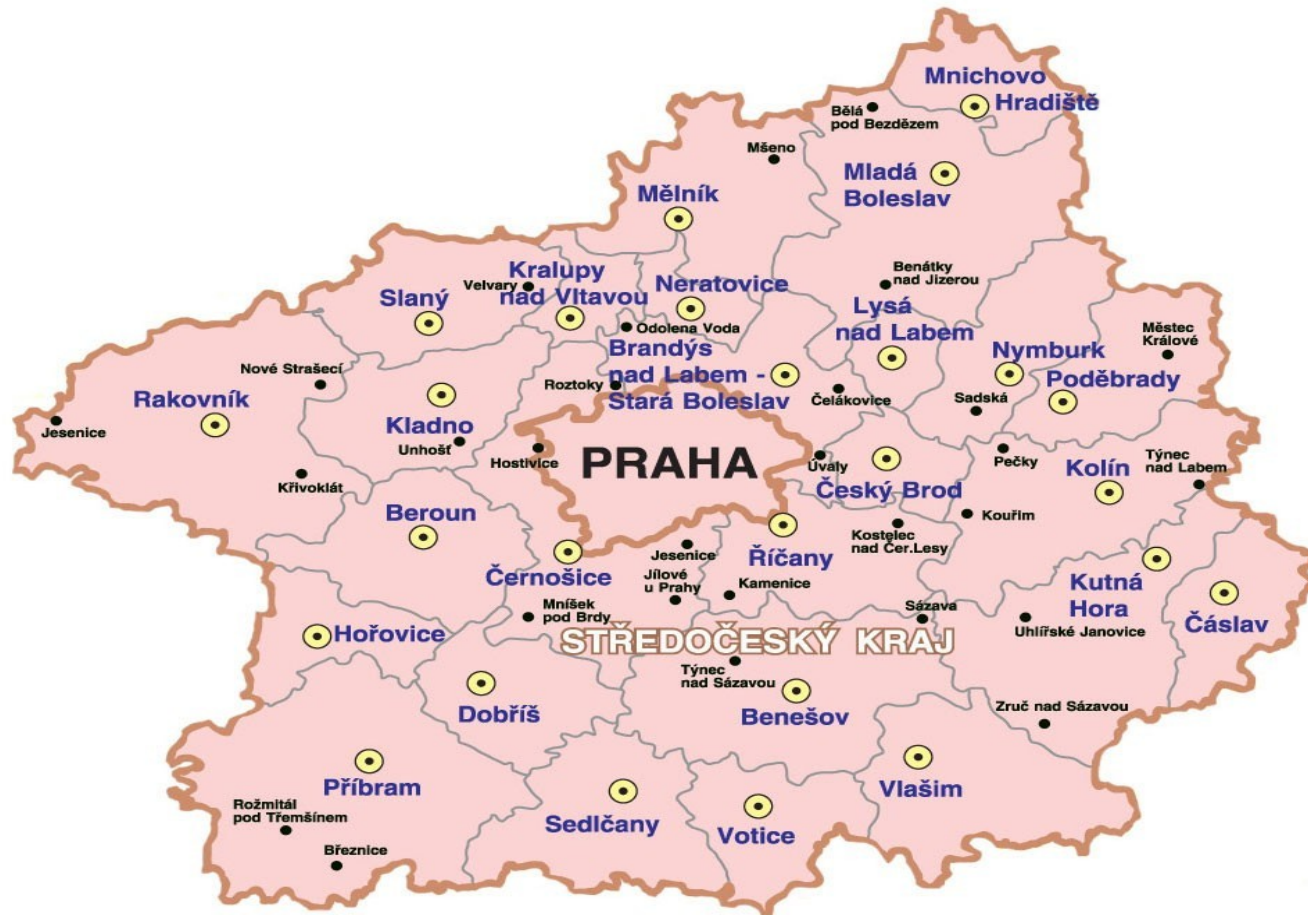 Mnichovo
Hradiště
Bělá
pod Bezdězem
Mšeno
Mladá
Boleslav
Mělník
Velvary
Kralupy
nad Vltavou
Neratovice
Benátky
nad Jizerou
Slaný
Lysá
nad Labem
Odolena Voda
Městec
Králové
Nové Strašecí
Roztoky
Brandýs
nad Labem -
Stará Boleslav
Čelákovice
Nymburk
Sadská
Poděbrady
Rakovník
Jesenice
Kladno
Unhošť
Hostivice
PRAHA
Úvaly
Český Brod
Pečky
Kolín
Týnec
nad Labem
Křivoklát
Beroun
Černošice
Jesenice
Říčany
Kostelec
nad Čer.Lesy
Kouřim
Jílové
u Prahy
Kamenice
Kutná
Hora
Čáslav
Mníšek
pod Brdy
Sázava
Uhlířské Janovice
Hořovice
STŘEDOČESKÝ KRAJ
Týnec
nad Sázavou
Dobříš
Benešov
Zruč nad Sázavou
Příbram
Vlašim
Rožmitál
pod Třemšínem
Sedlčany
Votice
Březnice